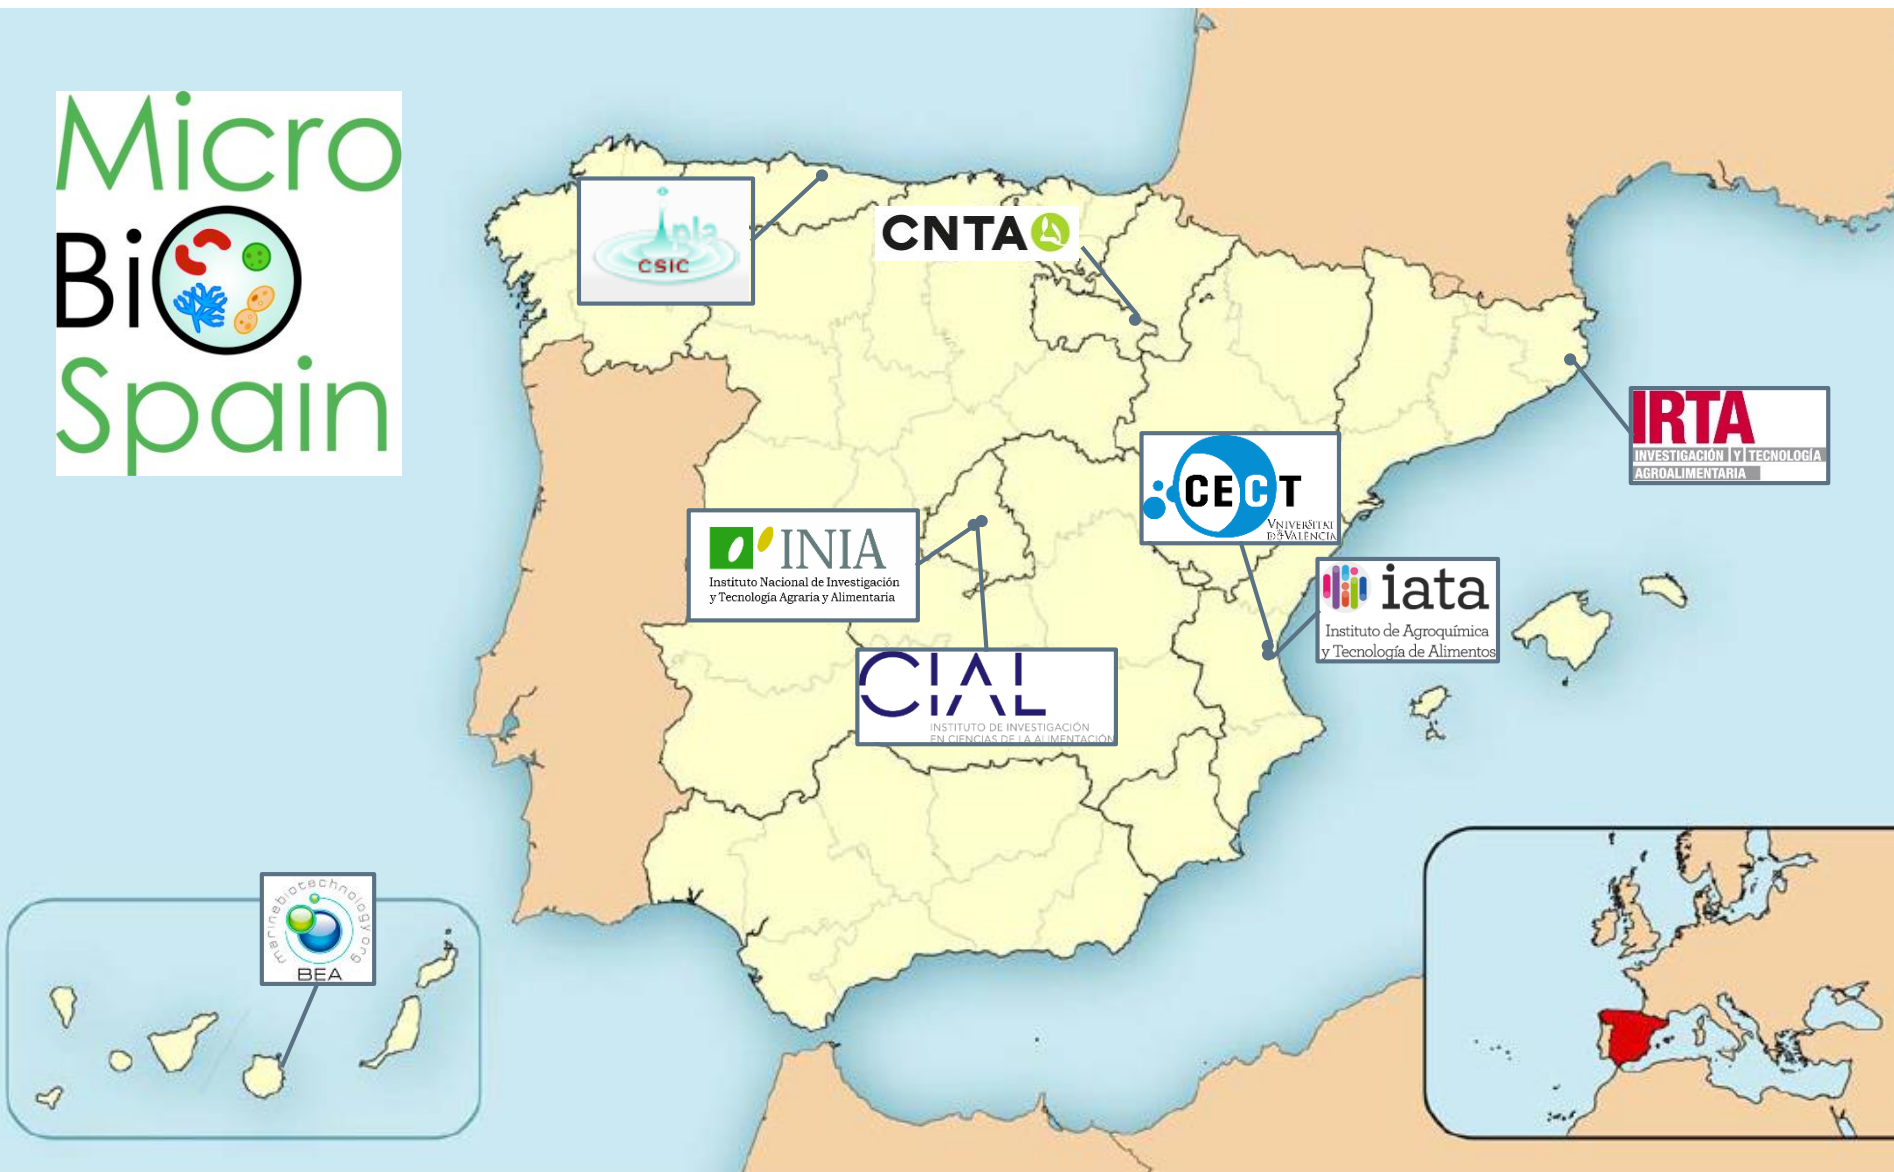 Micro
Bio
Spain
ipla
CSIC
CNTA
IRTA
INVESTIGACIÓN Y TECNOLOGÍA
AGROALIMENTARIA
CECT
VNIVERSITAT
DE VALÈNCIA
INIA
Instituto Nacional de Investigación
y Tecnología Agraria y Alimentaria
iata
Instituto de Agroquímica
y Tecnología de Alimentos
CIAL
INSTITUTO DE INVESTIGACIÓN
EN CIENCIAS DE LA ALIMENTACIÓN
marinebiotechnology.org
BEA